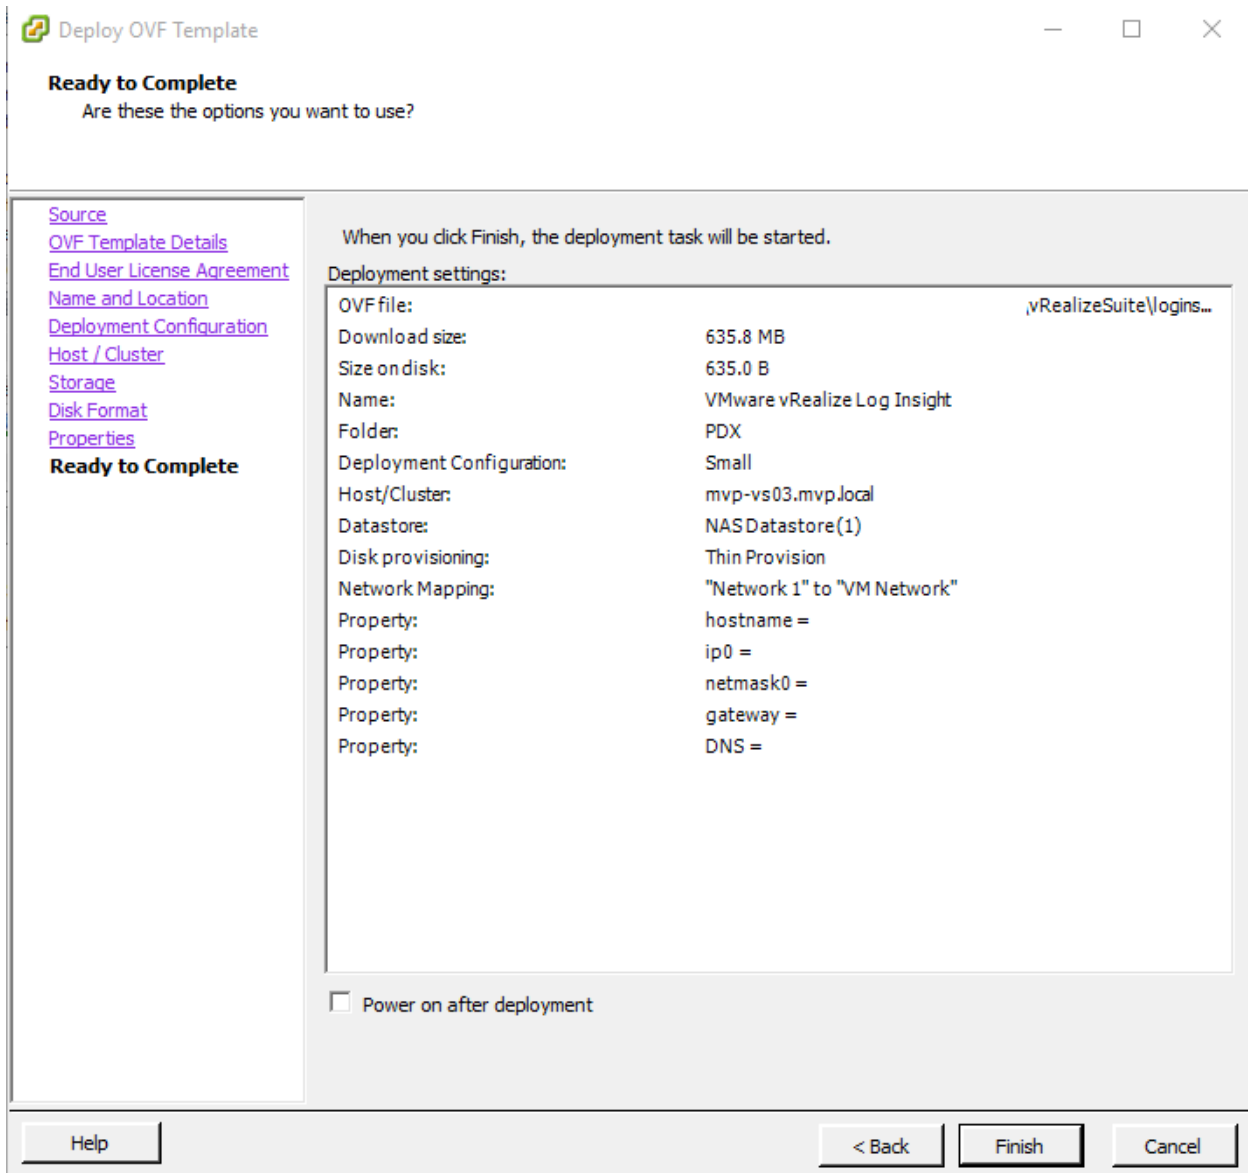 Deploy OVF Template
Ready to Complete
Are these the options you want to use?
Source
OVF Template Details
End User License Agreement
Name and Location
Deployment Configuration
Host / Cluster
Storage
Disk Format
Properties
Ready to Complete
When you click Finish, the deployment task will be started.
Deployment settings:
OVF file: vRealizeSuite\logins...
Download size: 635.8 MB
Size on disk: 635.0 B
Name: VMware vRealize Log Insight
Folder: PDX
Deployment Configuration: Small
Host/Cluster: mvp-vs03.mvp.local
Datastore: NASDatastore(1)
Disk provisioning: Thin Provision
Network Mapping: "Network 1" to "VM Network"
Property: hostname =
Property: ip0 =
Property: netmask0 =
Property: gateway =
Property: DNS =
Power on after deployment
Help
< Back
Finish
Cancel